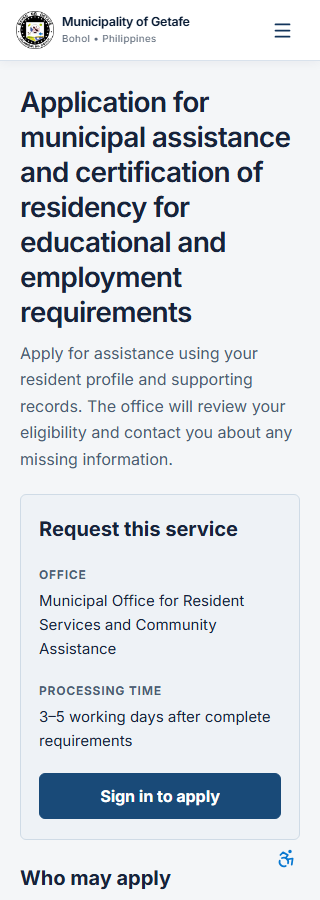 Municipality of Getafe
Bohol • Philippines
Application for
municipal assistance
and certification of
residency for
educational and
employment
requirements
Apply for assistance using your
resident profile and supporting
records. The office will review your
eligibility and contact you about any
missing information.
Request this service
OFFICE
Municipal Office for Resident
Services and Community
Assistance
PROCESSING TIME
3–5 working days after complete
requirements
Sign in to apply
Who may apply